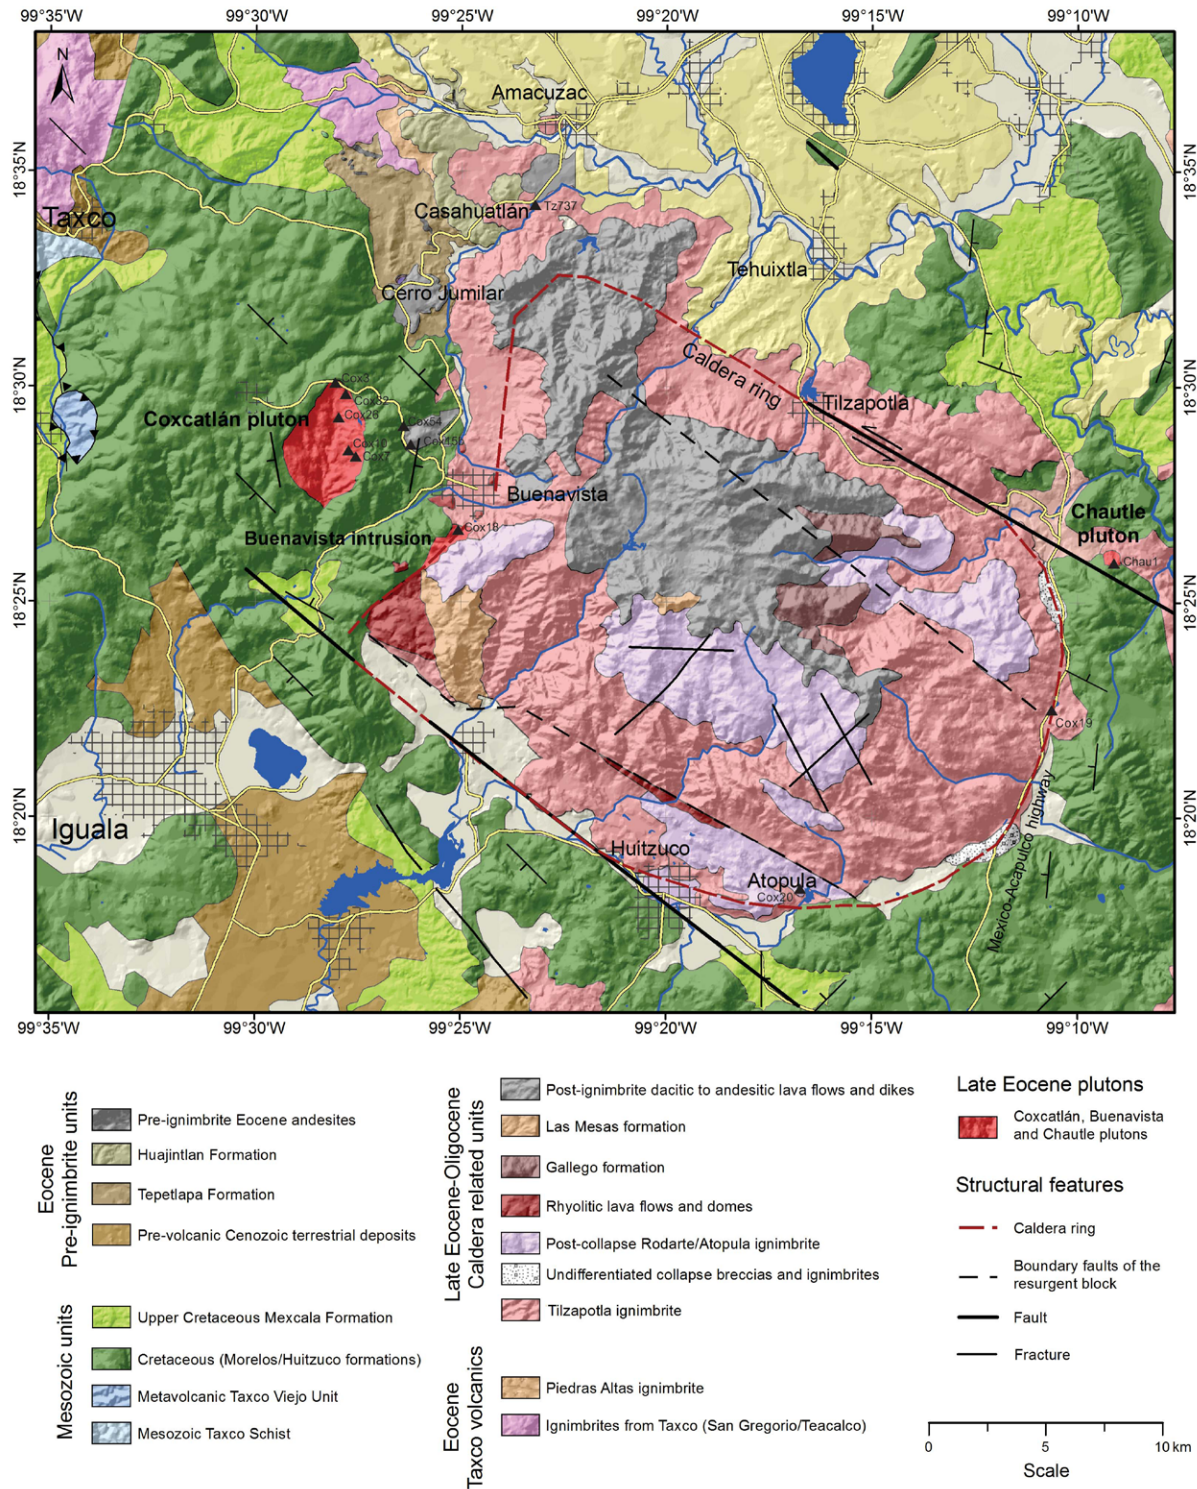 99°35'W 99°30'W 99°25'W 99°20'W 99°15'W 99°10'W
N
Amacuzac
18°35'N
18°35'N
Taxco
Casahuatlán
Tz737
Tehuixtla
Cerro Jumilar
18°30'N
18°30'N
Caldera ring
Cox3
Tilzapotla
Coxcatlán pluton
Cox26
Cox54
Cox10
Cox7
Buenavista
Cox18
Buenavista intrusion
Chautle
pluton
Chau1
18°25'N
18°25'N
Cox19
Mexico-Acapulco highway
18°20'N
18°20'N
Iguala
Huitzuco
Atopula
Cox20
99°35'W 99°30'W 99°25'W 99°20'W 99°15'W 99°10'W
Eocene
Pre-ignimbrite units
Pre-ignimbrite Eocene andesites
Huajintlan Formation
Tepetlapa Formation
Pre-volcanic Cenozoic terrestrial deposits
Mesozoic units
Upper Cretaceous Mexcala Formation
Cretaceous (Morelos/Huitzuco formations)
Metavolcanic Taxco Viejo Unit
Mesozoic Taxco Schist
Late Eocene-Oligocene
Caldera related units
Post-ignimbrite dacitic to andesitic lava flows and dikes
Las Mesas formation
Gallego formation
Rhyolitic lava flows and domes
Post-collapse Rodarte/Atopula ignimbrite
Undifferentiated collapse breccias and ignimbrites
Tilzapotla ignimbrite
Eocene
Taxco volcanics
Piedras Altas ignimbrite
Ignimbrites from Taxco (San Gregorio/Teacalco)
Late Eocene plutons
Coxcatlán, Buenavista
and Chautle plutons
Structural features
Caldera ring
Boundary faults of the
resurgent block
Fault
Fracture
0 5 10 km
Scale